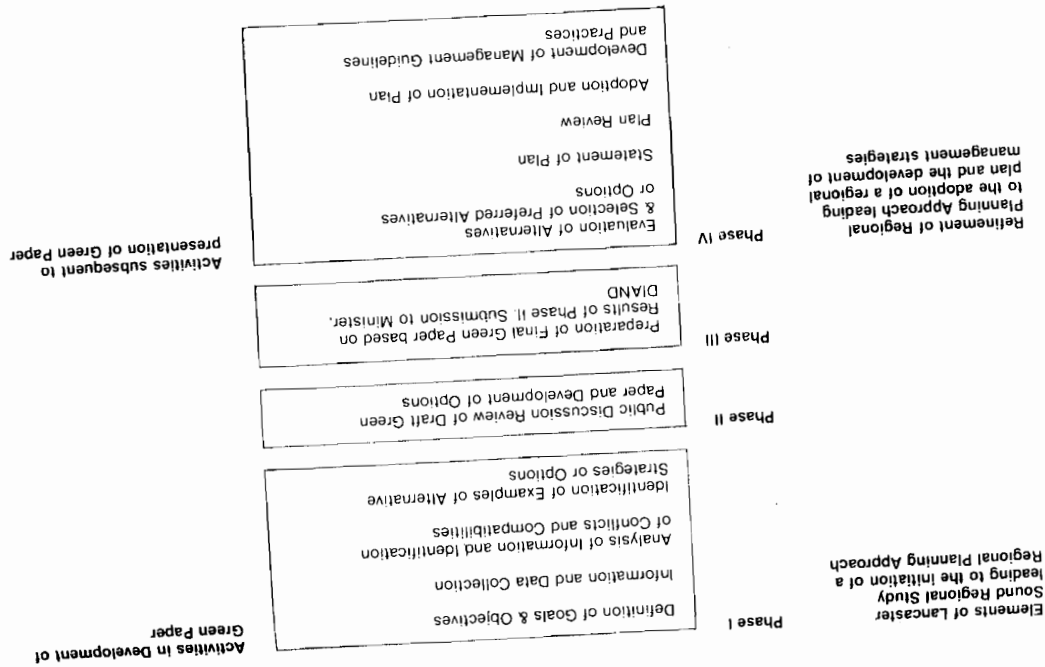 Elements of Lancaster
Sound Regional Study
leading to the initiation of a
Regional Planning Approach
Activities in Development of
Green Paper
Phase I
Definition of Goals & Objectives
Information and Data Collection
Analysis of Information and Identification
of Conflicts and Compatibilitities
Identification of Examples of Alternative
Strategies or Options
Phase II
Public Discussion Review of Draft Green
Paper and Development of Options
Phase III
Preparation of Final Green Paper based on
Results of Phase II. Submission to Minister,
DIAND
Refinement of Regional
Planning Approach leading
to the adoption of a regional
plan and the development of
management strategies
Phase IV
Evaluation of Alternatives
& Selection of Preferred Alternatives
or Options
Statement of Plan
Plan Review
Adoption and Implementation of Plan
Development of Management Guidelines
and Practices
Activities subsequent to
presentation of Green Paper